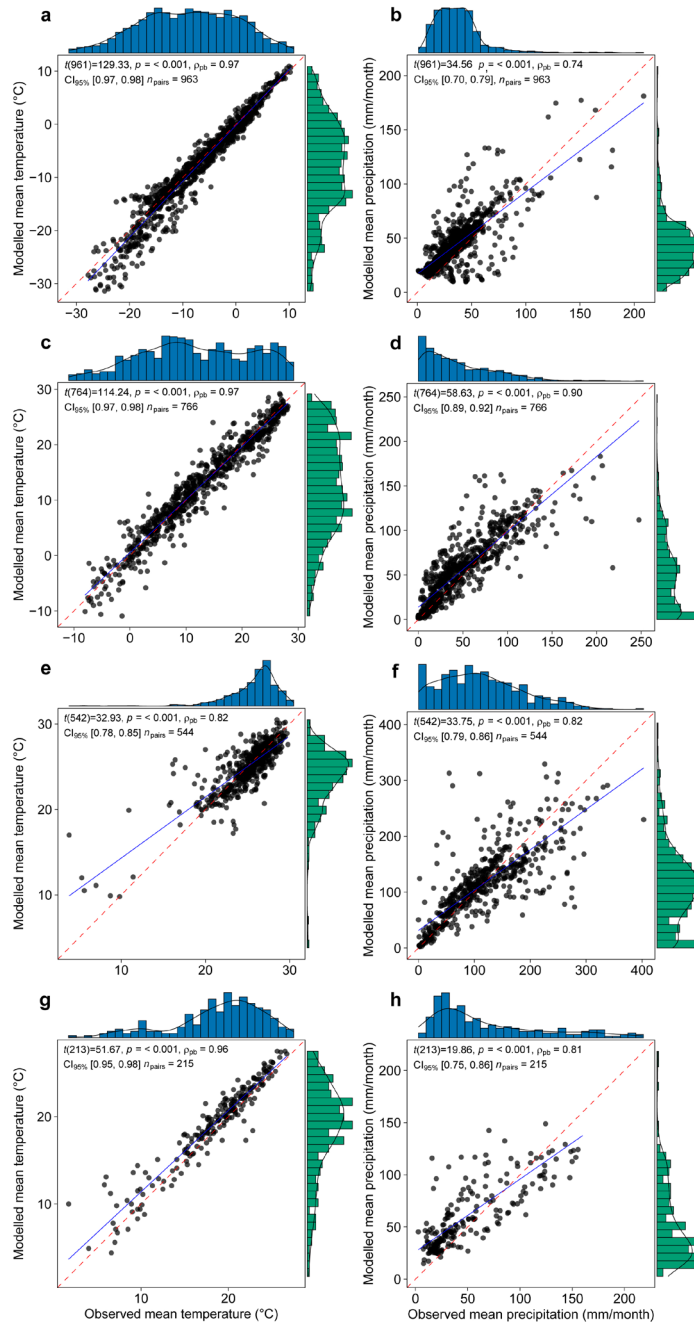 a
t(961)=129.33, p = < 0.001, ρpb = 0.97
CI95% [0.97, 0.98] npairs = 963
Modelled mean temperature (°C)
10
0
−10
−20
−30
−30 −20 −10 0 10
b
t(961)=34.56, p = < 0.001, ρpb = 0.74
CI95% [0.70, 0.79], npairs = 963
Modelled mean precipitation (mm/month)
200
150
100
50
0
0 50 100 150 200
c
t(764)=114.24, p = < 0.001, ρpb = 0.97
CI95% [0.97, 0.98] npairs = 766
Modelled mean temperature (°C)
30
20
10
0
−10
−10 0 10 20 30
d
t(764)=58.63, p = < 0.001, ρpb = 0.90
CI95% [0.89, 0.92] npairs = 766
Modelled mean precipitation (mm/month)
250
200
150
100
50
0
0 50 100 150 200 250
e
t(542)=32.93, p = < 0.001, ρpb = 0.82
CI95% [0.78, 0.85] npairs = 544
Modelled mean temperature (°C)
30
20
10
10 20 30
f
t(542)=33.75, p = < 0.001, ρpb = 0.82
CI95% [0.79, 0.86] npairs = 544
Modelled mean precipitation (mm/month)
400
300
200
100
0
0 100 200 300 400
g
t(213)=51.67, p = < 0.001, ρpb = 0.96
CI95% [0.95, 0.98] npairs = 215
Modelled mean temperature (°C)
20
10
10 20
Observed mean temperature (°C)
h
t(213)=19.86, p = < 0.001, ρpb = 0.81
CI95% [0.75, 0.86] npairs = 215
Modelled mean precipitation (mm/month)
200
150
100
50
0
0 50 100 150 200
Observed mean precipitation (mm/month)